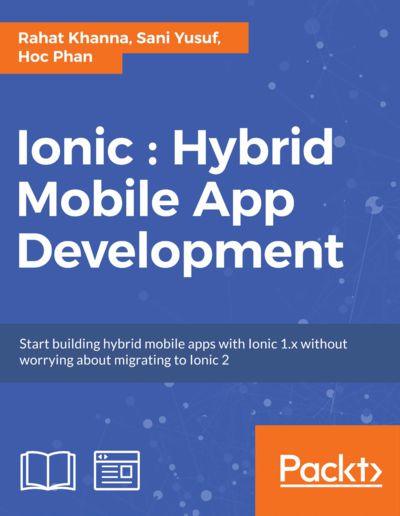 Rahat Khanna, Sani Yusuf,
Hoc Phan
Ionic : Hybrid
Mobile App
Development
Start building hybrid mobile apps with Ionic 1.x without
worrying about migrating to Ionic 2
Packt>